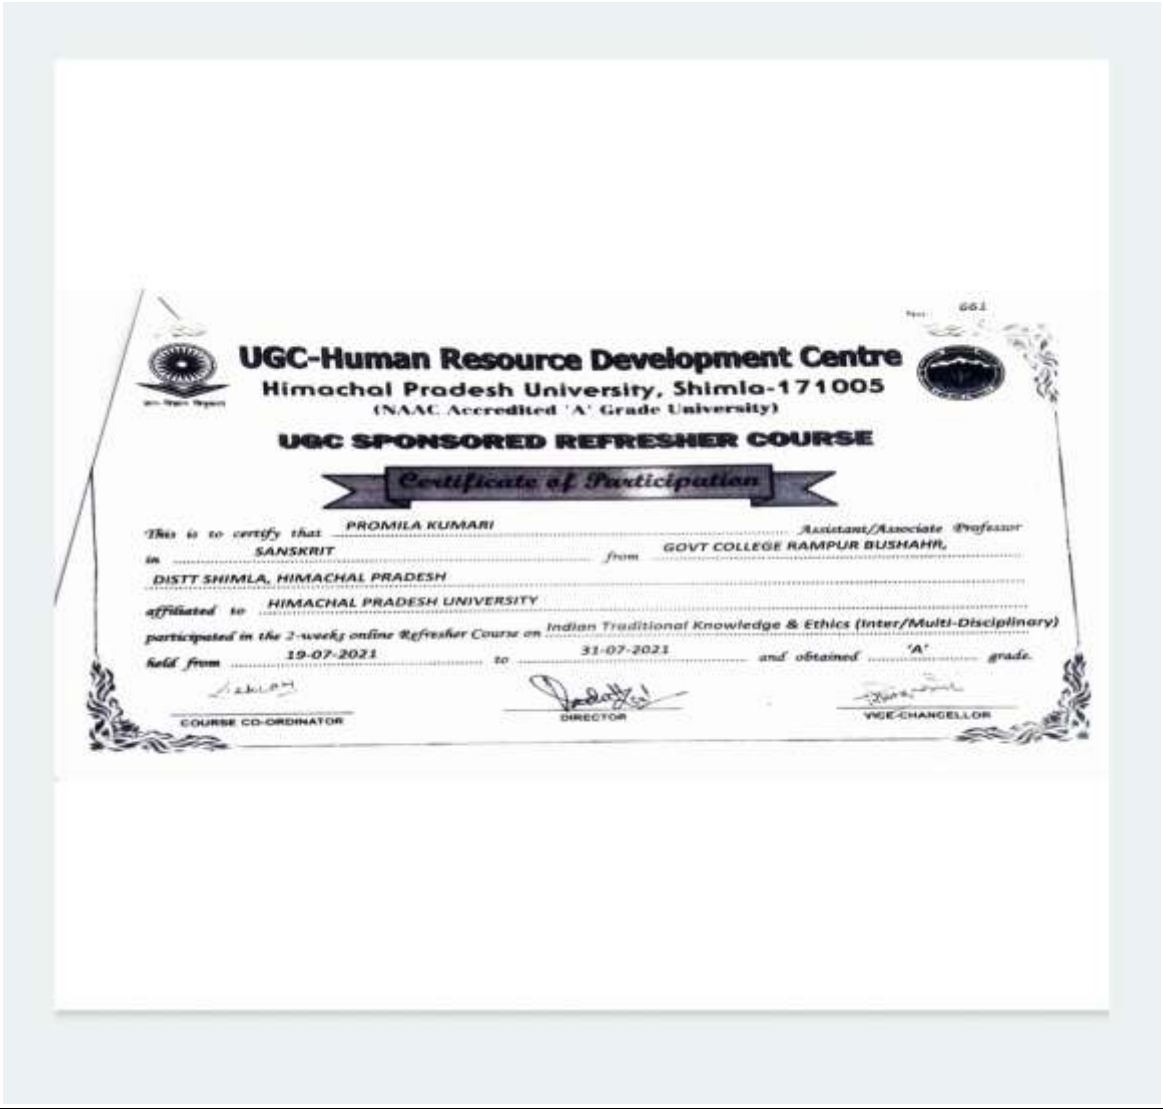 No. 661
UGC-Human Resource Development Centre
Himachal Pradesh University, Shimla-171005
(NAAC Accredited 'A' Grade University)
UGC SPONSORED REFRESHER COURSE
Certificate of Participation
This is to certify that PROMILA KUMARI Assistant/Associate Professor
in SANSKRIT from GOVT COLLEGE RAMPUR BUSHAHR,
DISTT SHIMLA, HIMACHAL PRADESH
affiliated to HIMACHAL PRADESH UNIVERSITY
participated in the 2-weeks online Refresher Course on Indian Traditional Knowledge & Ethics (Inter/Multi-Disciplinary)
held from 19-07-2021 to 31-07-2021 and obtained 'A' grade.
COURSE CO-ORDINATOR DIRECTOR VICE-CHANCELLOR